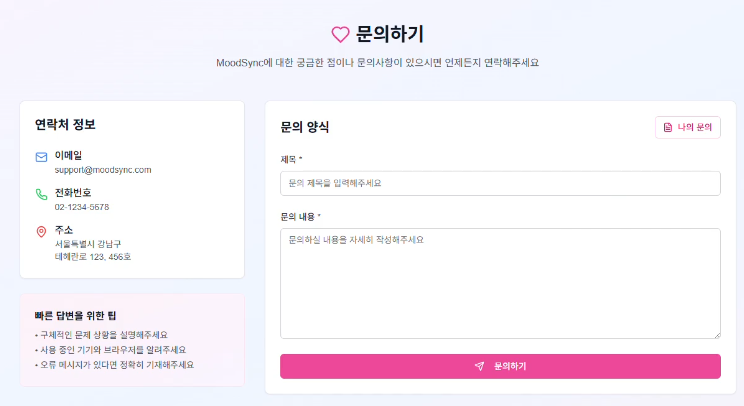 문의하기
MoodSync에 대한 궁금한 점이나 문의사항이 있으시면 언제든지 연락해주세요
연락처 정보
이메일
support@moodsync.com
전화번호
02-1234-5678
주소
서울특별시 강남구
테헤란로 123, 456호
빠른 답변을 위한 팁
• 구체적인 문제 상황을 설명해주세요
• 사용 중인 기기와 브라우저를 알려주세요
• 오류 메시지가 있다면 정확히 기재해주세요
문의 양식
나의 문의
제목 *
문의 제목을 입력해주세요
문의 내용 *
문의하실 내용을 자세히 작성해주세요
문의하기